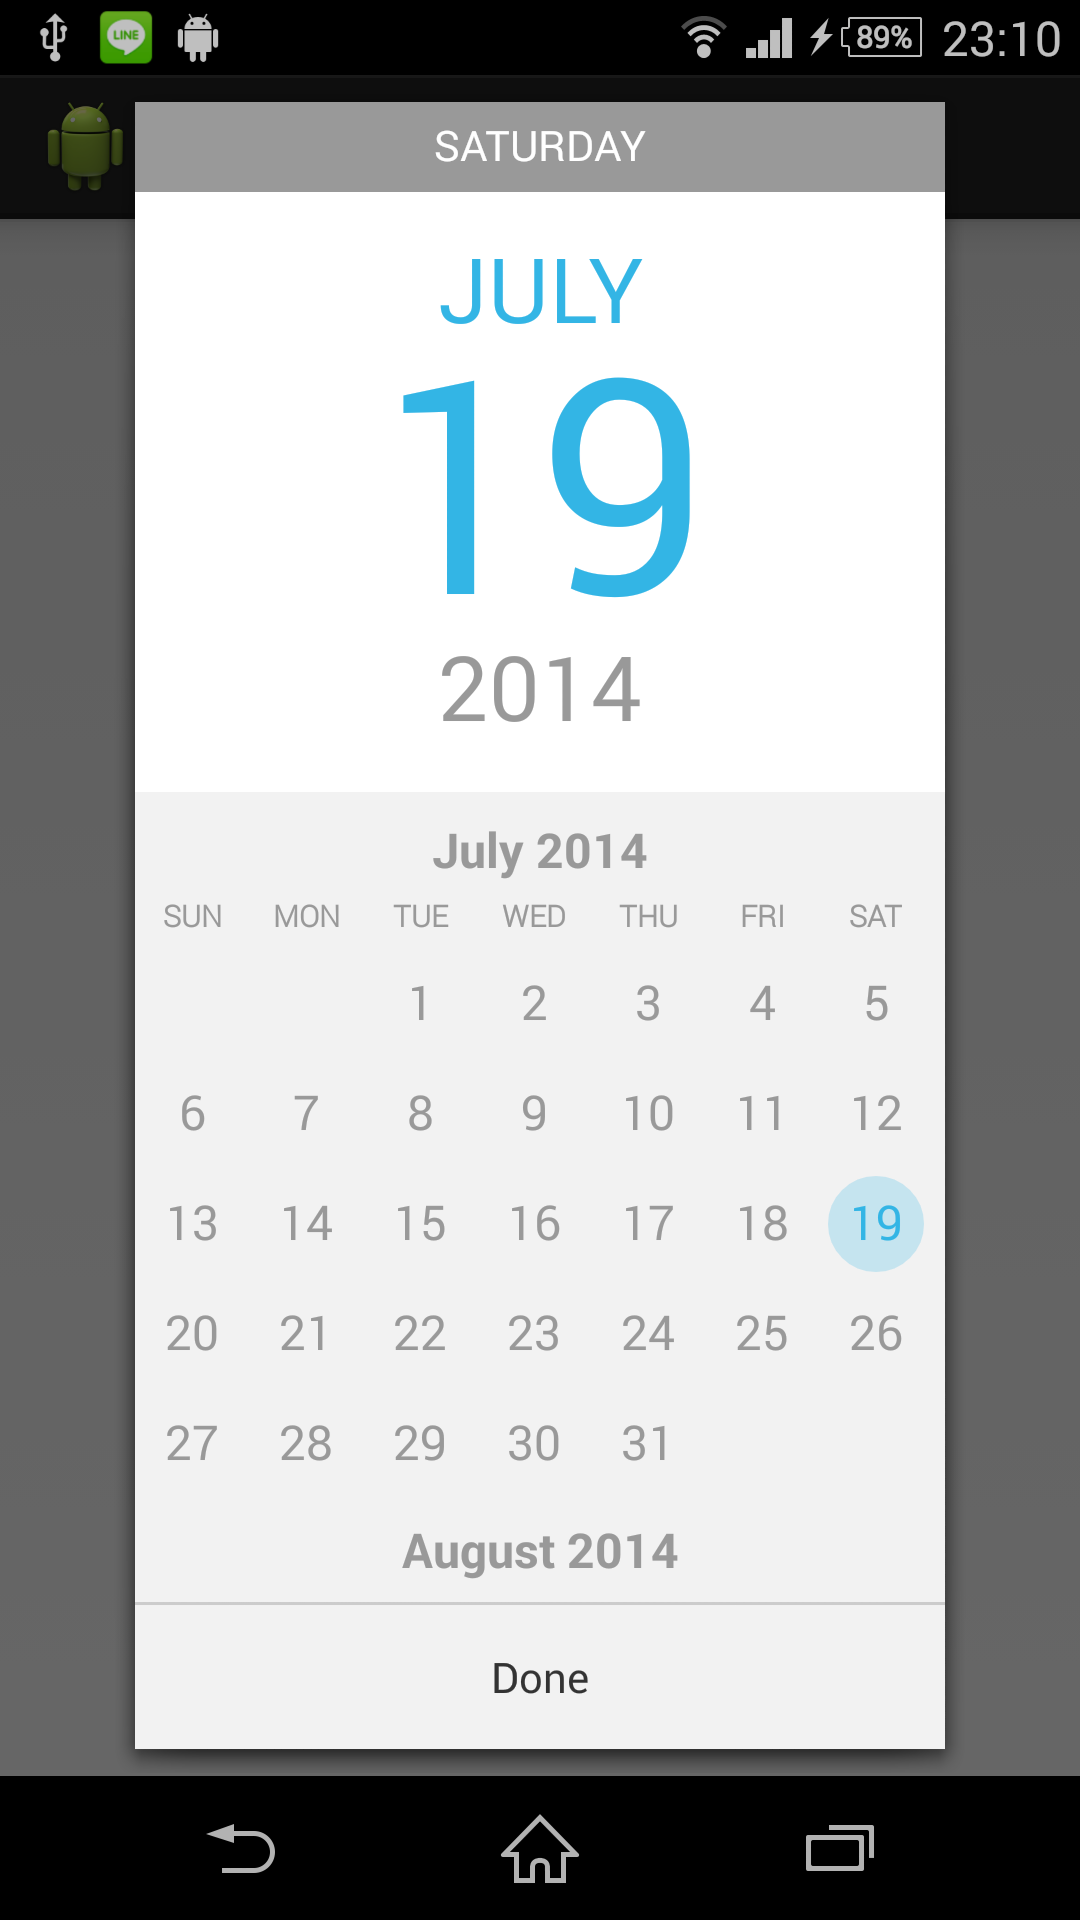 LINE 89% 23:10
SATURDAY
JULY
19
2014
July 2014
SUN MON TUE WED THU FRI SAT
1 2 3 4 5
6 7 8 9 10 11 12
13 14 15 16 17 18 19
20 21 22 23 24 25 26
27 28 29 30 31
August 2014
Done